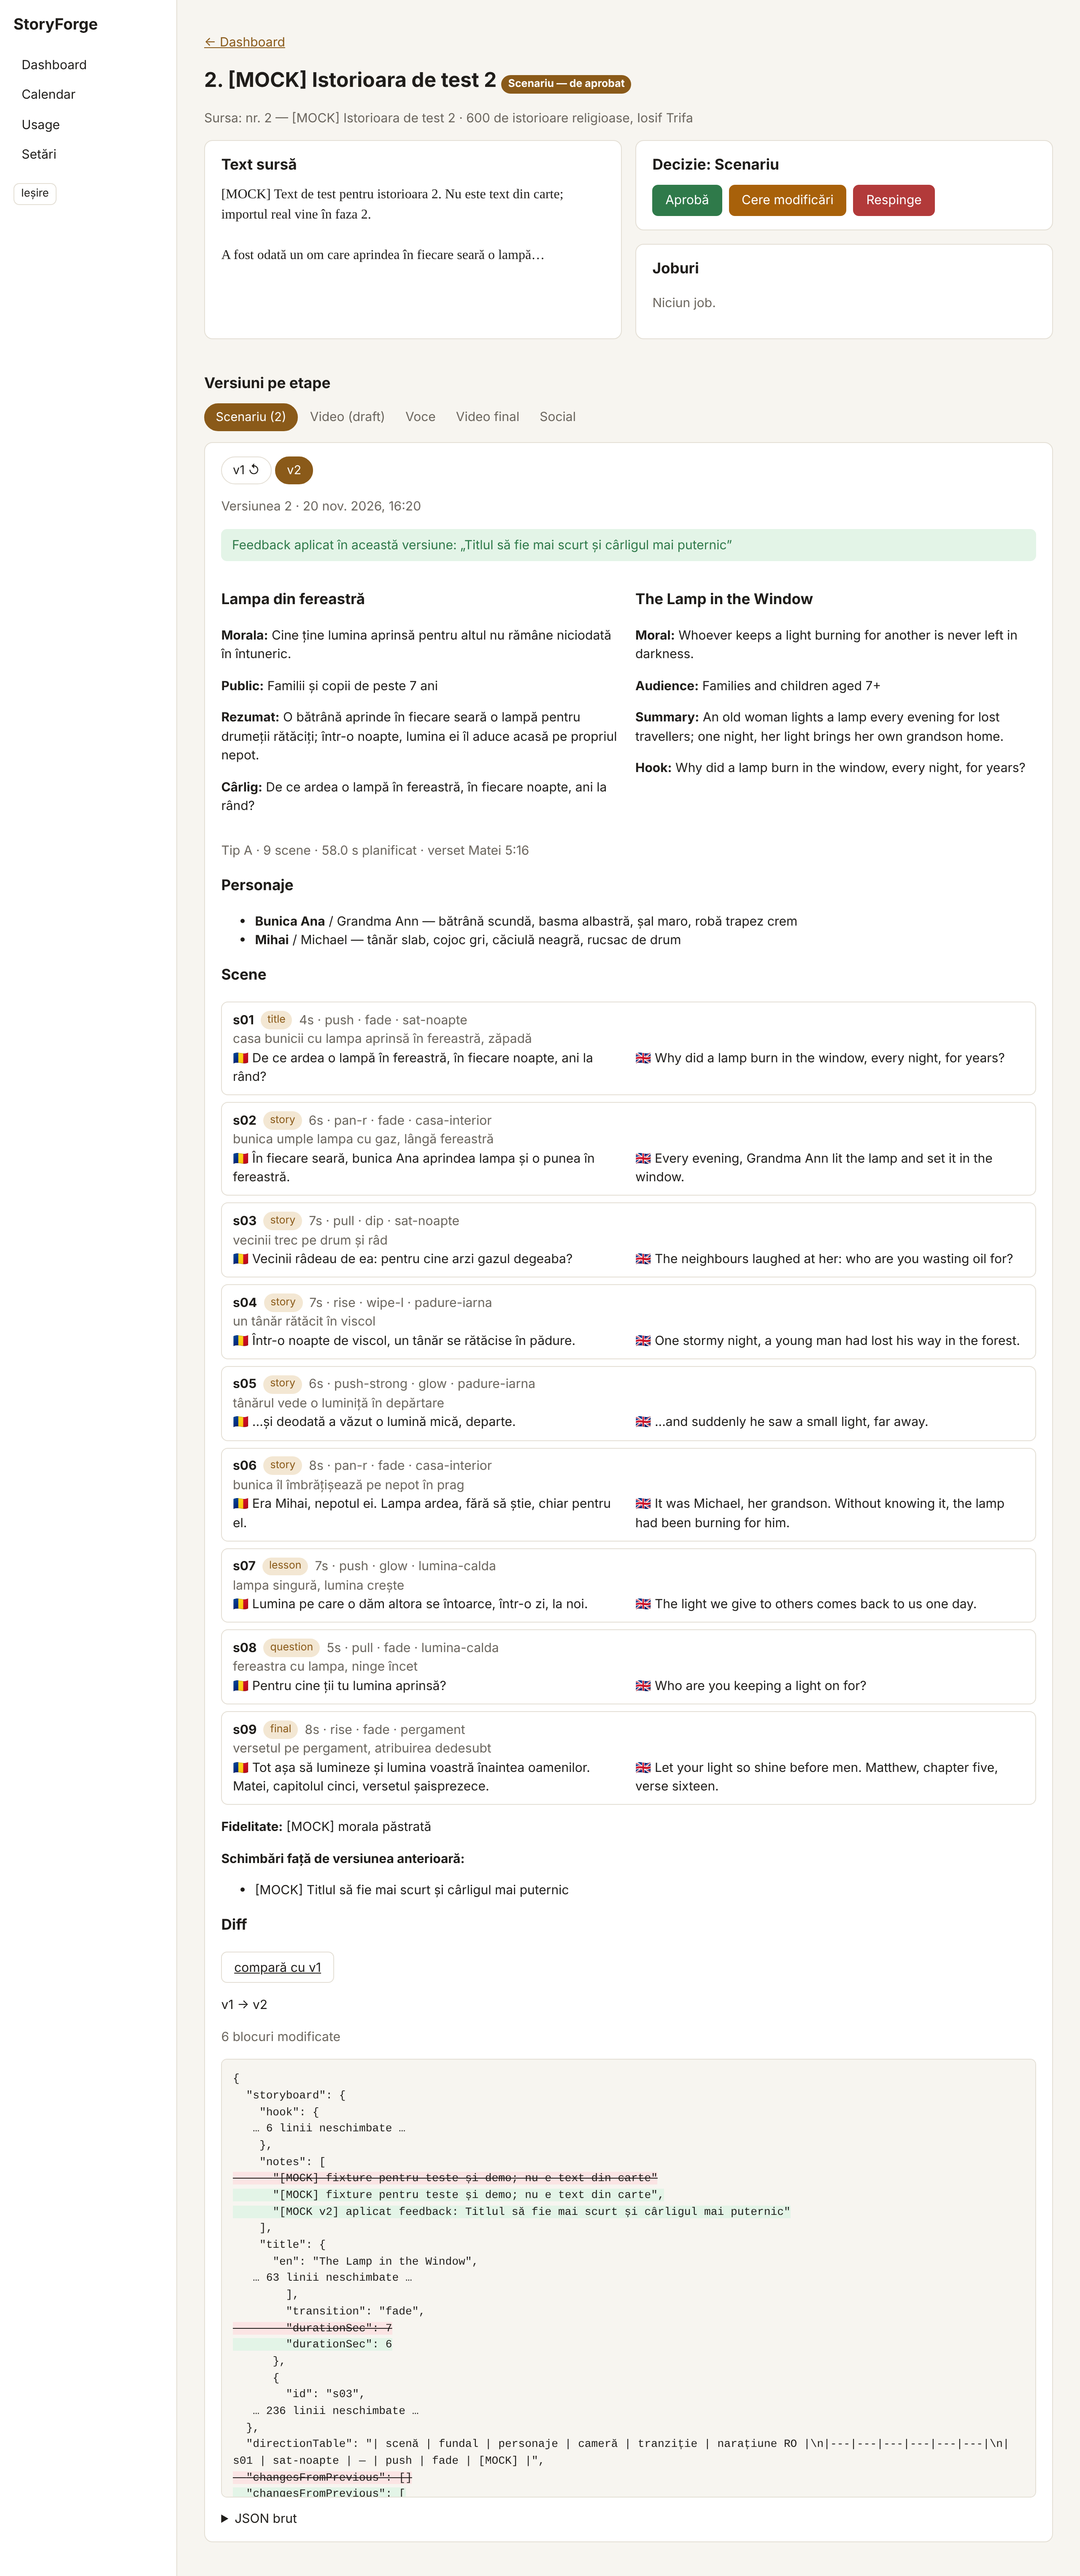 StoryForge
Dashboard
Calendar
Usage
Setări
Ieșire
← Dashboard
2. [MOCK] Istorioara de test 2 Scenariu — de aprobat
Sursa: nr. 2 — [MOCK] Istorioara de test 2 · 600 de istorioare religioase, Iosif Trifa
Text sursă
[MOCK] Text de test pentru istorioara 2. Nu este text din carte;
importul real vine în faza 2.
A fost odată un om care aprindea în fiecare seară o lampă…
Decizie: Scenariu
Aprobă Cere modificări Respinge
Joburi
Niciun job.
Versiuni pe etape
Scenariu (2) Video (draft) Voce Video final Social
v1 ↺ v2
Versiunea 2 · 20 nov. 2026, 16:20
Feedback aplicat în această versiune: „Titlul să fie mai scurt și cârligul mai puternic”
Lampa din fereastră
Morala: Cine ține lumina aprinsă pentru altul nu rămâne niciodată
în întuneric.
Public: Familii și copii de peste 7 ani
Rezumat: O bătrână aprinde în fiecare seară o lampă pentru
drumeții rătăciți; într-o noapte, lumina ei îl aduce acasă pe propriul
nepot.
Cârlig: De ce ardea o lampă în fereastră, în fiecare noapte, ani la
rând?
The Lamp in the Window
Moral: Whoever keeps a light burning for another is never left in
darkness.
Audience: Families and children aged 7+
Summary: An old woman lights a lamp every evening for lost
travellers; one night, her light brings her own grandson home.
Hook: Why did a lamp burn in the window, every night, for years?
Tip A · 9 scene · 58.0 s planificat · verset Matei 5:16
Personaje
• Bunica Ana / Grandma Ann — bătrână scundă, basma albastră, șal maro, robă trapez crem
• Mihai / Michael — tânăr slab, cojoc gri, căciulă neagră, rucsac de drum
Scene
s01 title 4s · push · fade · sat-noapte
casa bunicii cu lampa aprinsă în fereastră, zăpadă
🇷🇴 De ce ardea o lampă în fereastră, în fiecare noapte, ani la
rând?
🇬🇧 Why did a lamp burn in the window, every night, for years?
s02 story 6s · pan-r · fade · casa-interior
bunica umple lampa cu gaz, lângă fereastră
🇷🇴 În fiecare seară, bunica Ana aprindea lampa și o punea în
fereastră.
🇬🇧 Every evening, Grandma Ann lit the lamp and set it in the
window.
s03 story 7s · pull · dip · sat-noapte
vecinii trec pe drum și râd
🇷🇴 Vecinii râdeau de ea: pentru cine arzi gazul degeaba?
🇬🇧 The neighbours laughed at her: who are you wasting oil for?
s04 story 7s · rise · wipe-l · padure-iarna
un tânăr rătăcit în viscol
🇷🇴 Într-o noapte de viscol, un tânăr se rătăcise în pădure.
🇬🇧 One stormy night, a young man had lost his way in the forest.
s05 story 6s · push-strong · glow · padure-iarna
tânărul vede o luminiță în depărtare
🇷🇴 …și deodată a văzut o lumină mică, departe.
🇬🇧 …and suddenly he saw a small light, far away.
s06 story 8s · pan-r · fade · casa-interior
bunica îl îmbrățișează pe nepot în prag
🇷🇴 Era Mihai, nepotul ei. Lampa ardea, fără să știe, chiar pentru
el.
🇬🇧 It was Michael, her grandson. Without knowing it, the lamp
had been burning for him.
s07 lesson 7s · push · glow · lumina-calda
lampa singură, lumina crește
🇷🇴 Lumina pe care o dăm altora se întoarce, într-o zi, la noi.
🇬🇧 The light we give to others comes back to us one day.
s08 question 5s · pull · fade · lumina-calda
fereastra cu lampa, ninge încet
🇷🇴 Pentru cine ții tu lumina aprinsă?
🇬🇧 Who are you keeping a light on for?
s09 final 8s · rise · fade · pergament
versetul pe pergament, atribuirea dedesubt
🇷🇴 Tot așa să lumineze și lumina voastră înaintea oamenilor.
Matei, capitolul cinci, versetul șaisprezece.
🇬🇧 Let your light so shine before men. Matthew, chapter five,
verse sixteen.
Fidelitate: [MOCK] morala păstrată
Schimbări față de versiunea anterioară:
• [MOCK] Titlul să fie mai scurt și cârligul mai puternic
Diff
compară cu v1
v1 → v2
6 blocuri modificate
{
"storyboard": {
"hook": {
… 6 linii neschimbate …
},
"notes": [
"[MOCK] fixture pentru teste și demo; nu e text din carte"
"[MOCK] fixture pentru teste și demo; nu e text din carte",
"[MOCK v2] aplicat feedback: Titlul să fie mai scurt și cârligul mai puternic"
],
"title": {
"en": "The Lamp in the Window",
… 63 linii neschimbate …
],
"transition": "fade",
"durationSec": 7
"durationSec": 6
},
{
"id": "s03",
… 236 linii neschimbate …
},
"directionTable": "| scenă | fundal | personaje | cameră | tranziție | narațiune RO |\n|---|---|---|---|---|---|\n|
s01 | sat-noapte | — | push | fade | [MOCK] |",
"changesFromPrevious": []
"changesFromPrevious": [
▶ JSON brut